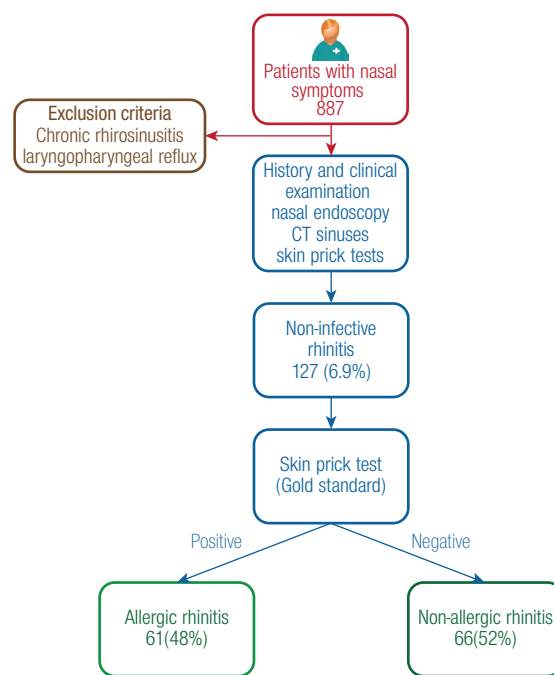 Patients with nasal
symptoms
887
Exclusion criteria
Chronic rhirosinusitis
laryngopharyngeal reflux
History and clinical
examination
nasal endoscopy
CT sinuses
skin prick tests
Non-infective
rhinitis
127 (6.9%)
Skin prick test
(Gold standard)
Positive
Negative
Allergic rhinitis
61(48%)
Non-allergic rhinitis
66(52%)